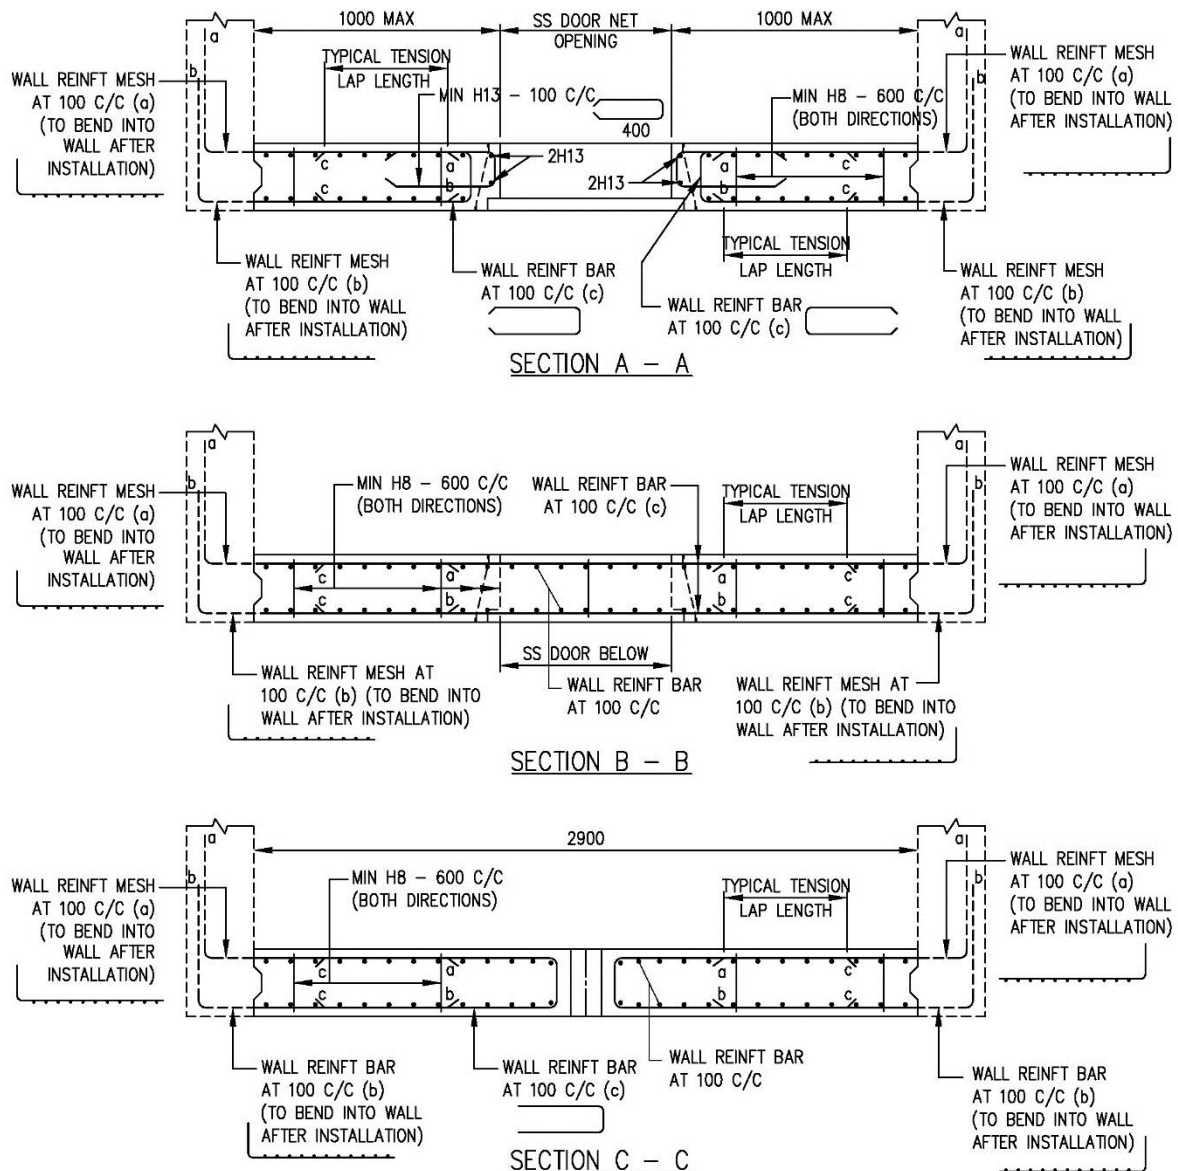 1000 MAX
SS DOOR NET
OPENING
1000 MAX
a
a
b
b
WALL REINFT MESH
AT 100 C/C (a)
(TO BEND INTO
WALL AFTER
INSTALLATION)
TYPICAL TENSION
LAP LENGTH
MIN H13 – 100 C/C
400
MIN H8 – 600 C/C
(BOTH DIRECTIONS)
WALL REINFT MESH
AT 100 C/C (a)
(TO BEND INTO WALL
AFTER INSTALLATION)
2H13
2H13
c
a
a
c
c
b
b
c
WALL REINFT MESH
AT 100 C/C (b)
(TO BEND INTO WALL
AFTER INSTALLATION)
WALL REINFT BAR
AT 100 C/C (c)
WALL REINFT BAR
AT 100 C/C (c)
TYPICAL TENSION
LAP LENGTH
WALL REINFT MESH
AT 100 C/C (b)
(TO BEND INTO WALL
AFTER INSTALLATION)
SECTION A – A
a
a
b
b
WALL REINFT MESH
AT 100 C/C (a)
(TO BEND INTO
WALL AFTER
INSTALLATION)
MIN H8 – 600 C/C
(BOTH DIRECTIONS)
WALL REINFT BAR
AT 100 C/C (c)
TYPICAL TENSION
LAP LENGTH
WALL REINFT MESH
AT 100 C/C (a)
(TO BEND INTO WALL
AFTER INSTALLATION)
c
a
a
c
c
b
b
c
SS DOOR BELOW
WALL REINFT MESH AT
100 C/C (b) (TO BEND INTO
WALL AFTER INSTALLATION)
WALL REINFT BAR
AT 100 C/C
WALL REINFT MESH AT
100 C/C (b) (TO BEND INTO
WALL AFTER INSTALLATION)
SECTION B – B
2900
a
a
b
b
WALL REINFT MESH
AT 100 C/C (a)
(TO BEND INTO
WALL AFTER
INSTALLATION)
MIN H8 – 600 C/C
(BOTH DIRECTIONS)
TYPICAL TENSION
LAP LENGTH
WALL REINFT MESH
AT 100 C/C (a)
(TO BEND INTO WALL
AFTER INSTALLATION)
c
a
a
c
c
b
b
c
WALL REINFT BAR
AT 100 C/C (b)
(TO BEND INTO WALL
AFTER INSTALLATION)
WALL REINFT BAR
AT 100 C/C (c)
WALL REINFT BAR
AT 100 C/C
WALL REINFT BAR
AT 100 C/C (b)
(TO BEND INTO WALL
AFTER INSTALLATION)
SECTION C – C